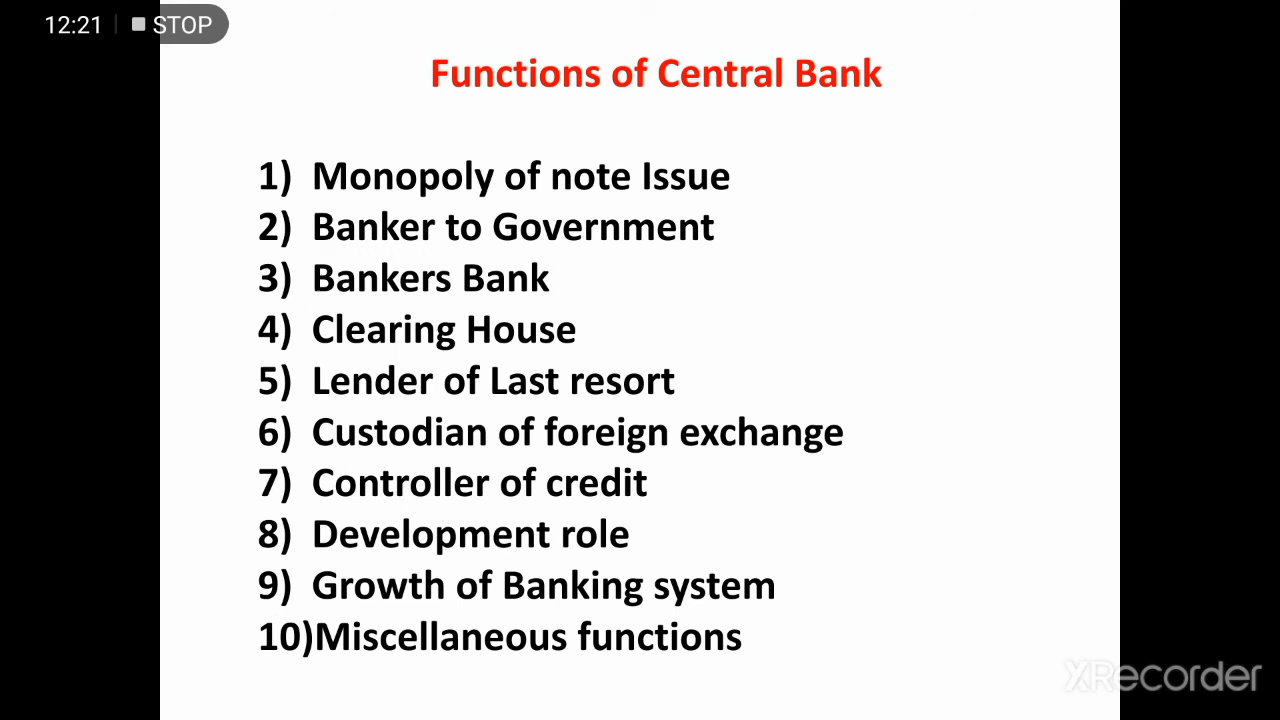 12:21 STOP
Functions of Central Bank
1) Monopoly of note Issue
2) Banker to Government
3) Bankers Bank
4) Clearing House
5) Lender of Last resort
6) Custodian of foreign exchange
7) Controller of credit
8) Development role
9) Growth of Banking system
10)Miscellaneous functions
XRecorder